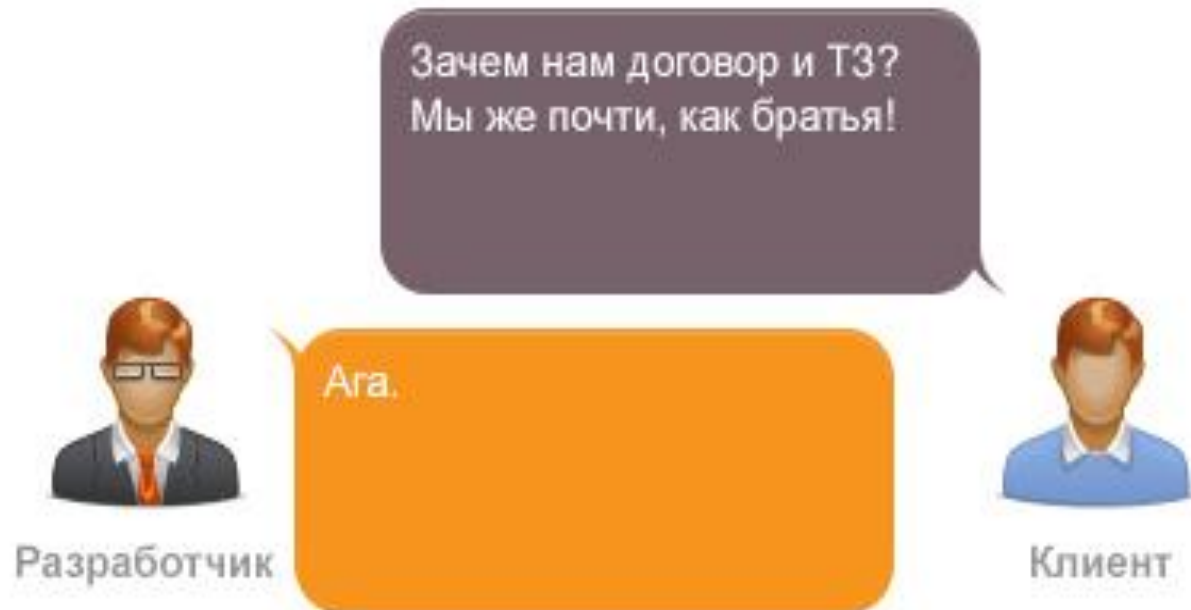 Зачем нам договор и ТЗ?
Мы же почти, как братья!
Ага.
Разработчик
Клиент